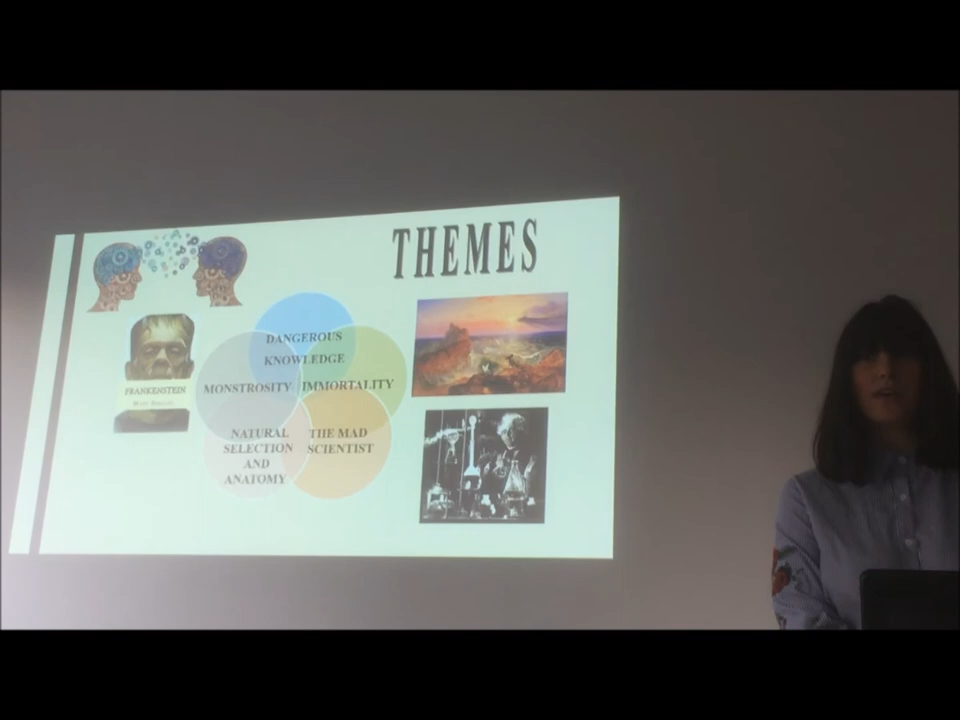 THEMES
DANGEROUS
KNOWLEDGE
MONSTROSITY
IMMORTALITY
NATURAL
SELECTION
AND
ANATOMY
THE MAD
SCIENTIST
FRANKENSTEIN